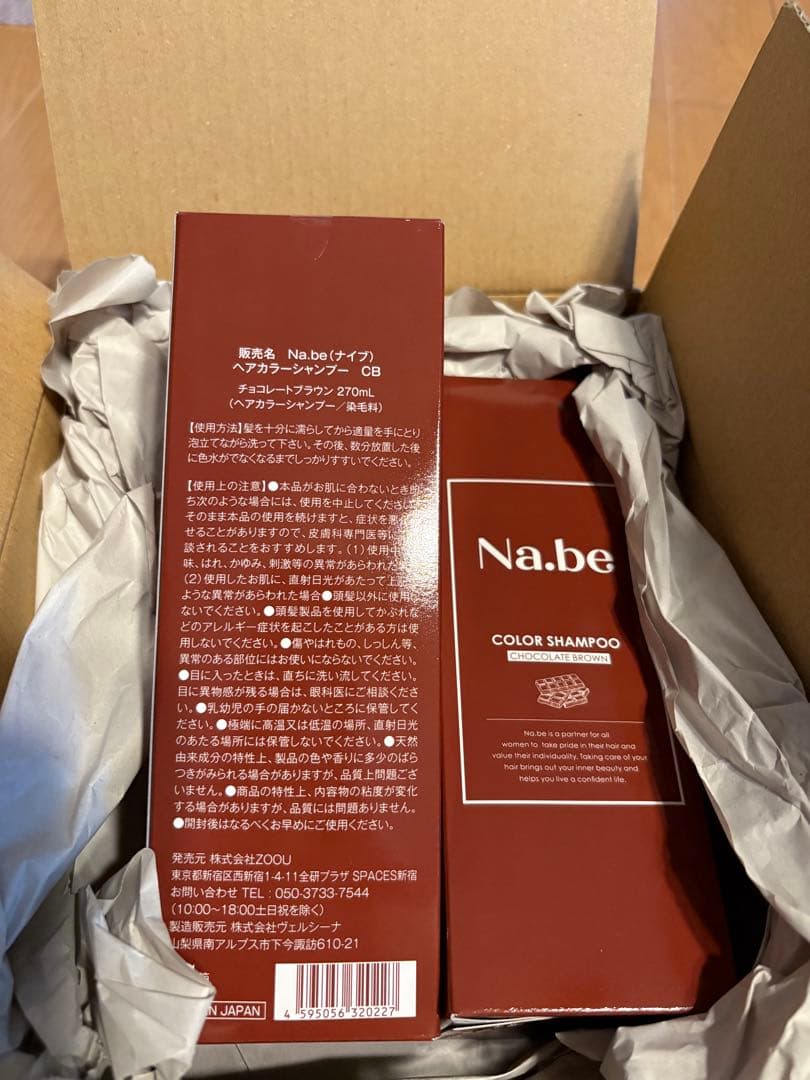 販売名 Na.be(ナイブ)
ヘアカラーシャンプー CB
チョコレートブラウン 270mL
(ヘアカラーシャンプー/染毛料)
【使用方法】髪を十分に濡らしてから適量を手にとり
泡立てながら洗って下さい。その後、数分放置した後
に色水がでなくなるまでしっかりすすいでください。
【使用上の注意】●本品がお肌に合わないとき即
ち次のような場合には、使用を中止してください。
そのまま本品の使用を続けますと、症状を悪化
せることがありますので、皮膚科専門医等に
談されることをおすすめします。(1)使用中
味、はれ、かゆみ、刺激等の異常があらわれた
(2)使用したお肌に、直射日光があたって上
ような異常があらわれた場合●頭髪以外に使用
ないでください。●頭髪製品を使用してかぶれな
どのアレルギー症状を起こしたことがある方は使
用しないでください。●傷やはれもの、しっしん等、
異常のある部位にはお使いにならないでください。
●目に入ったときは、直ちに洗い流してください。
目に異物感が残る場合は、眼科医にご相談くださ
い。●乳幼児の手の届かないところに保管してく
ださい。●極端に高温又は低温の場所、直射日光
のあたる場所には保管しないでください。●天然
由来成分の特性上、製品の色や香りに多少のばら
つきがみられる場合がありますが、品質上問題ござ
いません。●商品の特性上、内容物の粘度が変化
する場合がありますが、品質には問題ありません。
●開封後はなるべくお早めにご使用ください。
発売元 株式会社ZOOU
東京都新宿区西新宿1-4-11全研プラザ SPACES新宿
お問い合わせ TEL : 050-3733-7544
(10:00~18:00土日祝を除く)
製造販売元 株式会社ヴェルシーナ
山梨県南アルプス市下今諏訪610-21
IN JAPAN
4 595056 320227
Na.be
COLOR SHAMPOO
CHOCOLATE BROWN
Na.be is a partner for all
women to take pride in their hair and
value their individuality. Taking care of your
hair brings out your inner beauty and
helps you live a confident life.